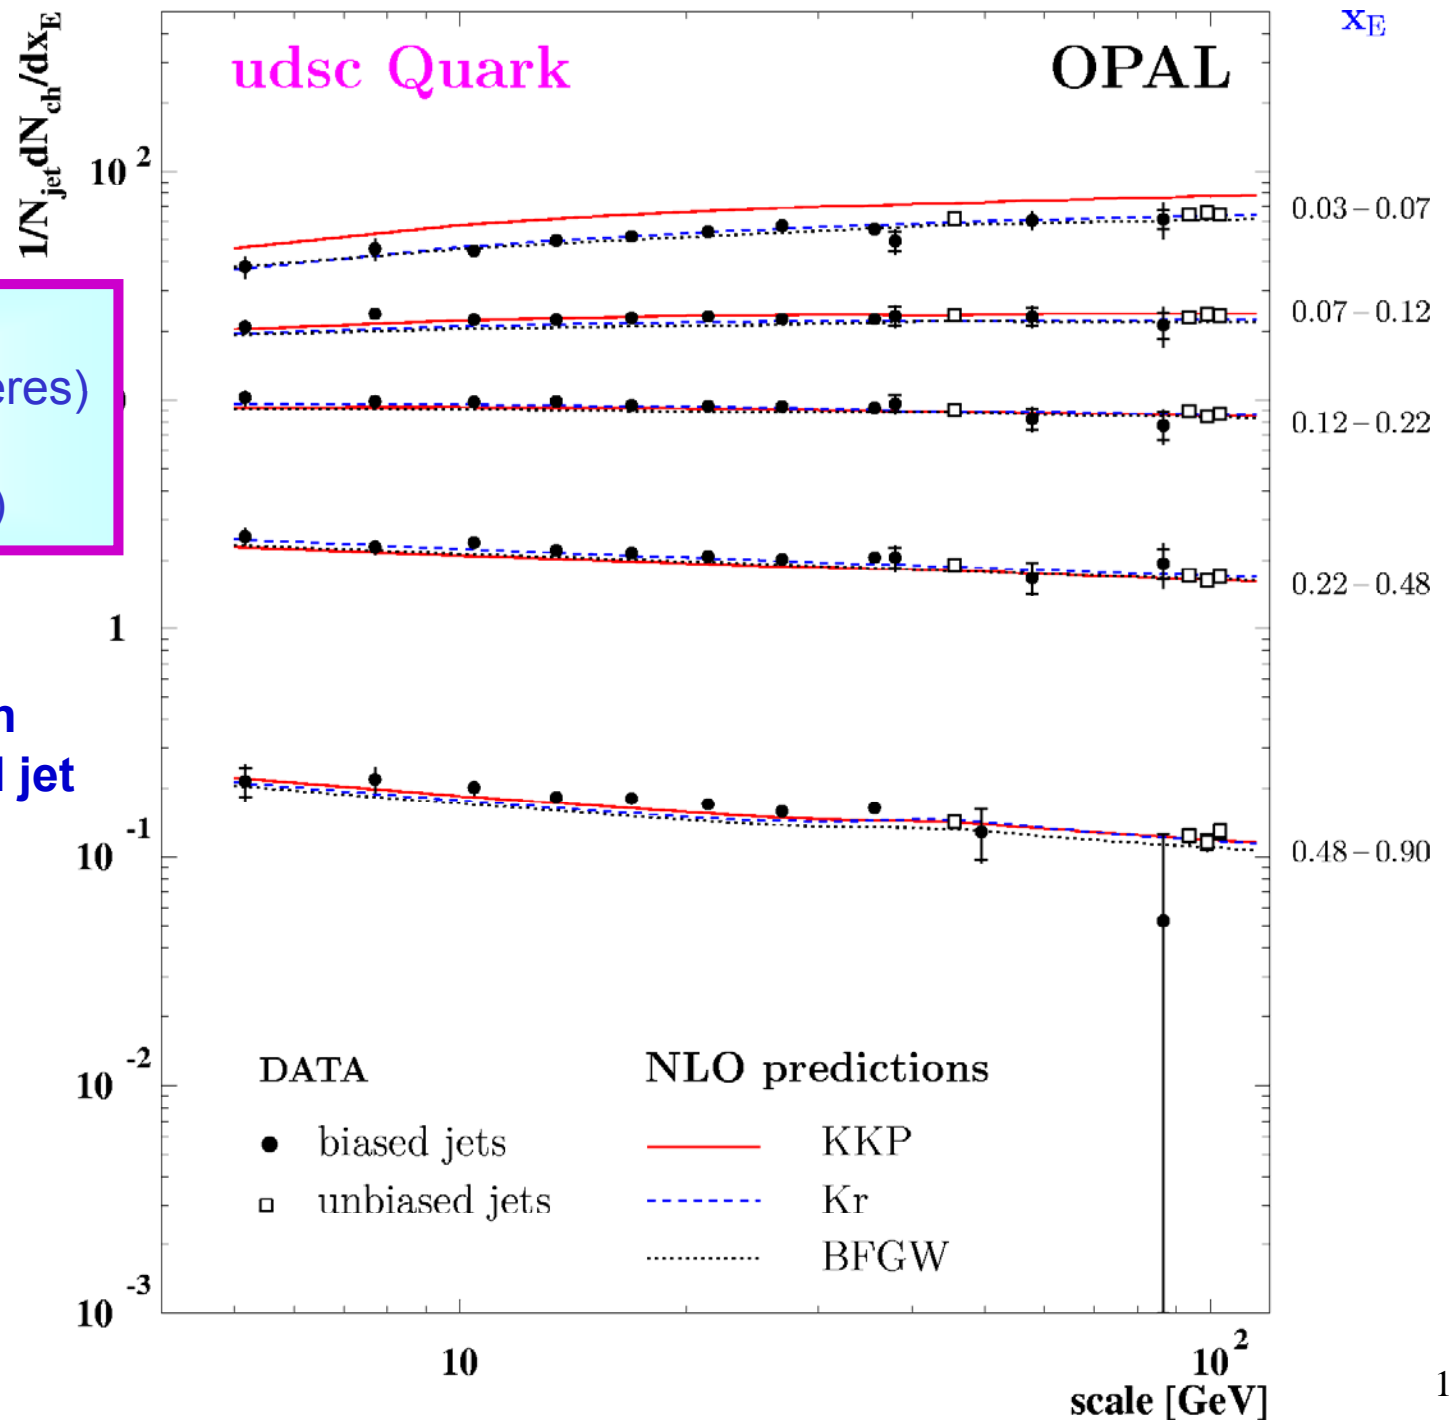 1/N_jet dN_ch/dx_E
udsc Quark
OPAL
x_E
10^2
1
10^-1
10^-2
10^-3
0.03−0.07
0.07−0.12
0.12−0.22
0.22−0.48
0.48−0.90
eres)
)
n
jet
DATA
biased jets
unbiased jets
NLO predictions
KKP
Kr
BFGW
10
10^2
scale [GeV]
1